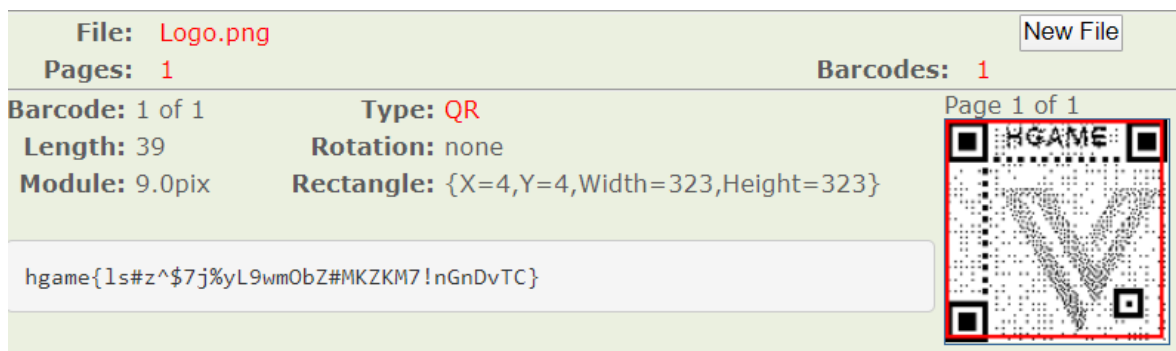 File: Logo.png New File
Pages: 1 Barcodes: 1
Barcode: 1 of 1 Type: QR Page 1 of 1
Length: 39 Rotation: none
Module: 9.0pix Rectangle: {X=4,Y=4,Width=323,Height=323}
HGAME
hgame{ls#z^$7j%yL9wmObZ#MKZKM7!nGnDvTC}